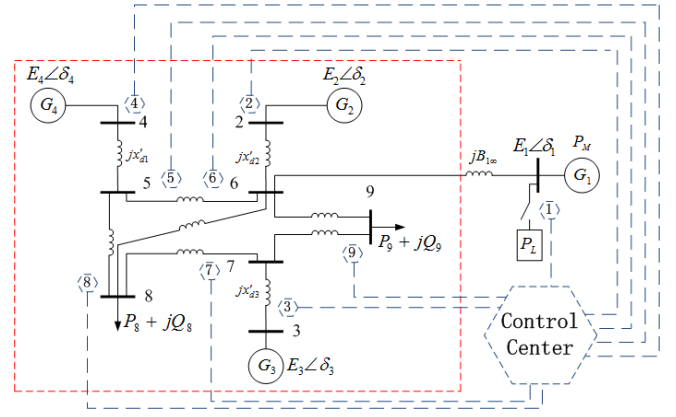 E₄∠δ₄
E₂∠δ₂
G₄
4
G₂
2
4
2
E₁∠δ₁
P_M
jx'd1
jx'd2
jB₁∞
G₁
5
5
6
6
9
1̄
P_L
P₉ + jQ₉
8̄
7̄
7
9̄
8
jx'd3
3̄
P₈ + jQ₈
3
Control
Center
G₃
E₃∠δ₃